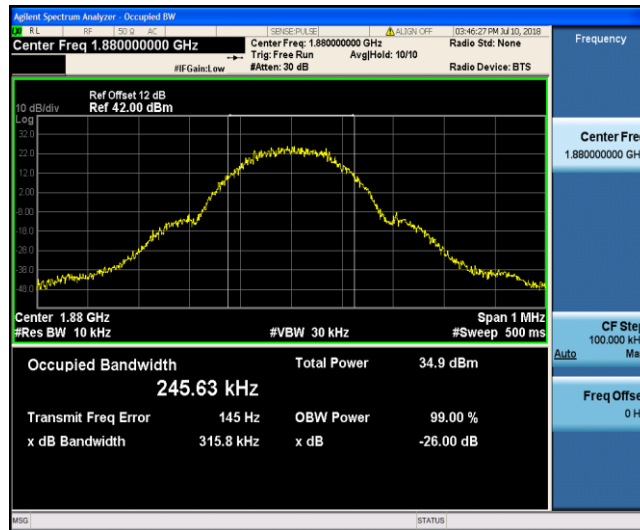 Agilent Spectrum Analyzer - Occupied BW
RL RF 50 Ω AC SENSE:PULSE ALIGN OFF 03:46:27 PM Jul 10, 2018
Center Freq 1.880000000 GHz Center Freq: 1.880000000 GHz Radio Std: None Frequency
Trig: Free Run Avg|Hold: 10/10
#IFGain:Low #Atten: 30 dB Radio Device: BTS
Ref Offset 12 dB
10 dB/div Ref 42.00 dBm
Log
32.0
22.0
12.0
2.00
-8.00
-18.0
-28.0
-38.0
-48.0
Center 1.88 GHz Span 1 MHz
#Res BW 10 kHz #VBW 30 kHz #Sweep 500 ms
Occupied Bandwidth Total Power 34.9 dBm
245.63 kHz
Transmit Freq Error 145 Hz OBW Power 99.00 %
x dB Bandwidth 315.8 kHz x dB -26.00 dB
Center Fre
1.880000000 GH
CF Step
100.000 kH
Auto Ma
Freq Offse
0 H
MSG STATUS